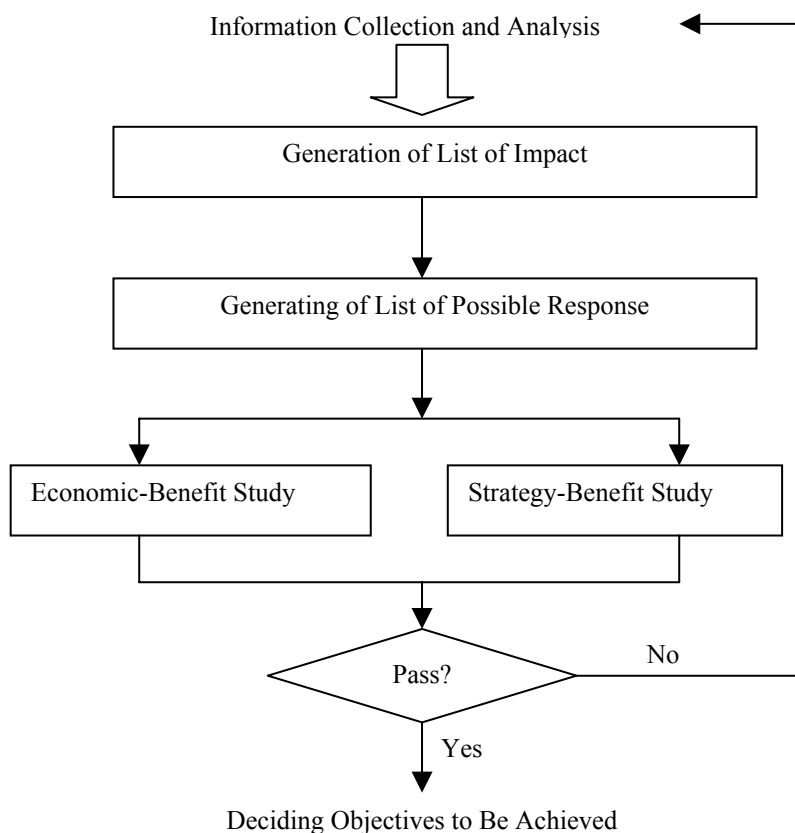 Information Collection and Analysis
Generation of List of Impact
Generating of List of Possible Response
Economic-Benefit Study
Strategy-Benefit Study
Pass?
No
Yes
Deciding Objectives to Be Achieved